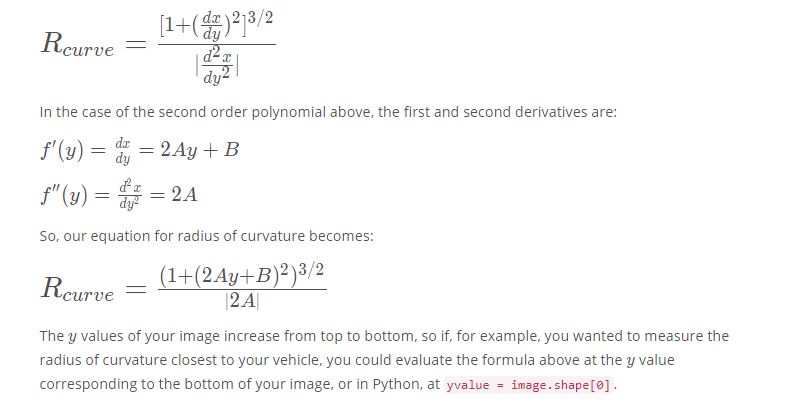 R_{curve} = \frac{[1+(\frac{dx}{dy})^2]^{3/2}}{|\frac{d^2x}{dy^2}|}
In the case of the second order polynomial above, the first and second derivatives are:
f'(y) = \frac{dx}{dy} = 2Ay + B
f''(y) = \frac{d^2x}{dy^2} = 2A
So, our equation for radius of curvature becomes:
R_{curve} = \frac{(1+(2Ay+B)^2)^{3/2}}{|2A|}
The y values of your image increase from top to bottom, so if, for example, you wanted to measure the
radius of curvature closest to your vehicle, you could evaluate the formula above at the y value
corresponding to the bottom of your image, or in Python, at yvalue = image.shape[0].